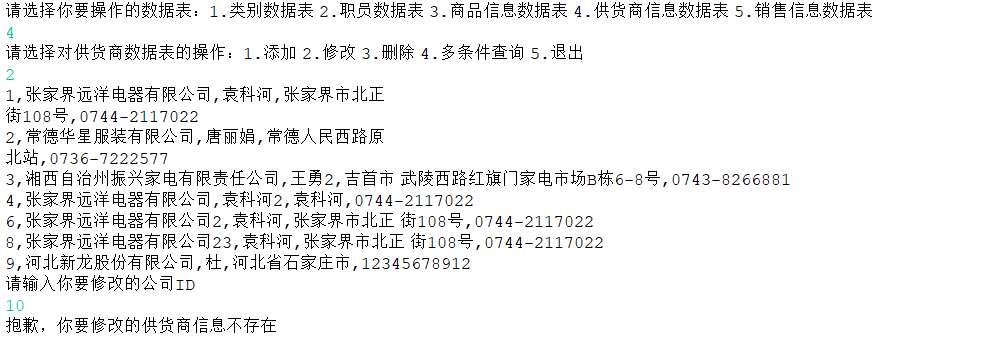 请选择你要操作的数据表：1.类别数据表 2.职员数据表 3.商品信息数据表 4.供货商信息数据表 5.销售信息数据表
4
请选择对供货商数据表的操作：1.添加 2.修改 3.删除 4.多条件查询 5.退出
2
1,张家界远洋电器有限公司,袁科河,张家界市北正
街108号,0744-2117022
2,常德华星服装有限公司,唐丽娟,常德人民西路原
北站,0736-7222577
3,湘西自治州振兴家电有限责任公司,王勇2,吉首市 武陵西路红旗门家电市场B栋6-8号,0743-8266881
4,张家界远洋电器有限公司,袁科河2,袁科河,0744-2117022
6,张家界远洋电器有限公司2,袁科河,张家界市北正 街108号,0744-2117022
8,张家界远洋电器有限公司23,袁科河,张家界市北正 街108号,0744-2117022
9,河北新龙股份有限公司,杜,河北省石家庄市,12345678912
请输入你要修改的公司ID
10
抱歉，你要修改的供货商信息不存在